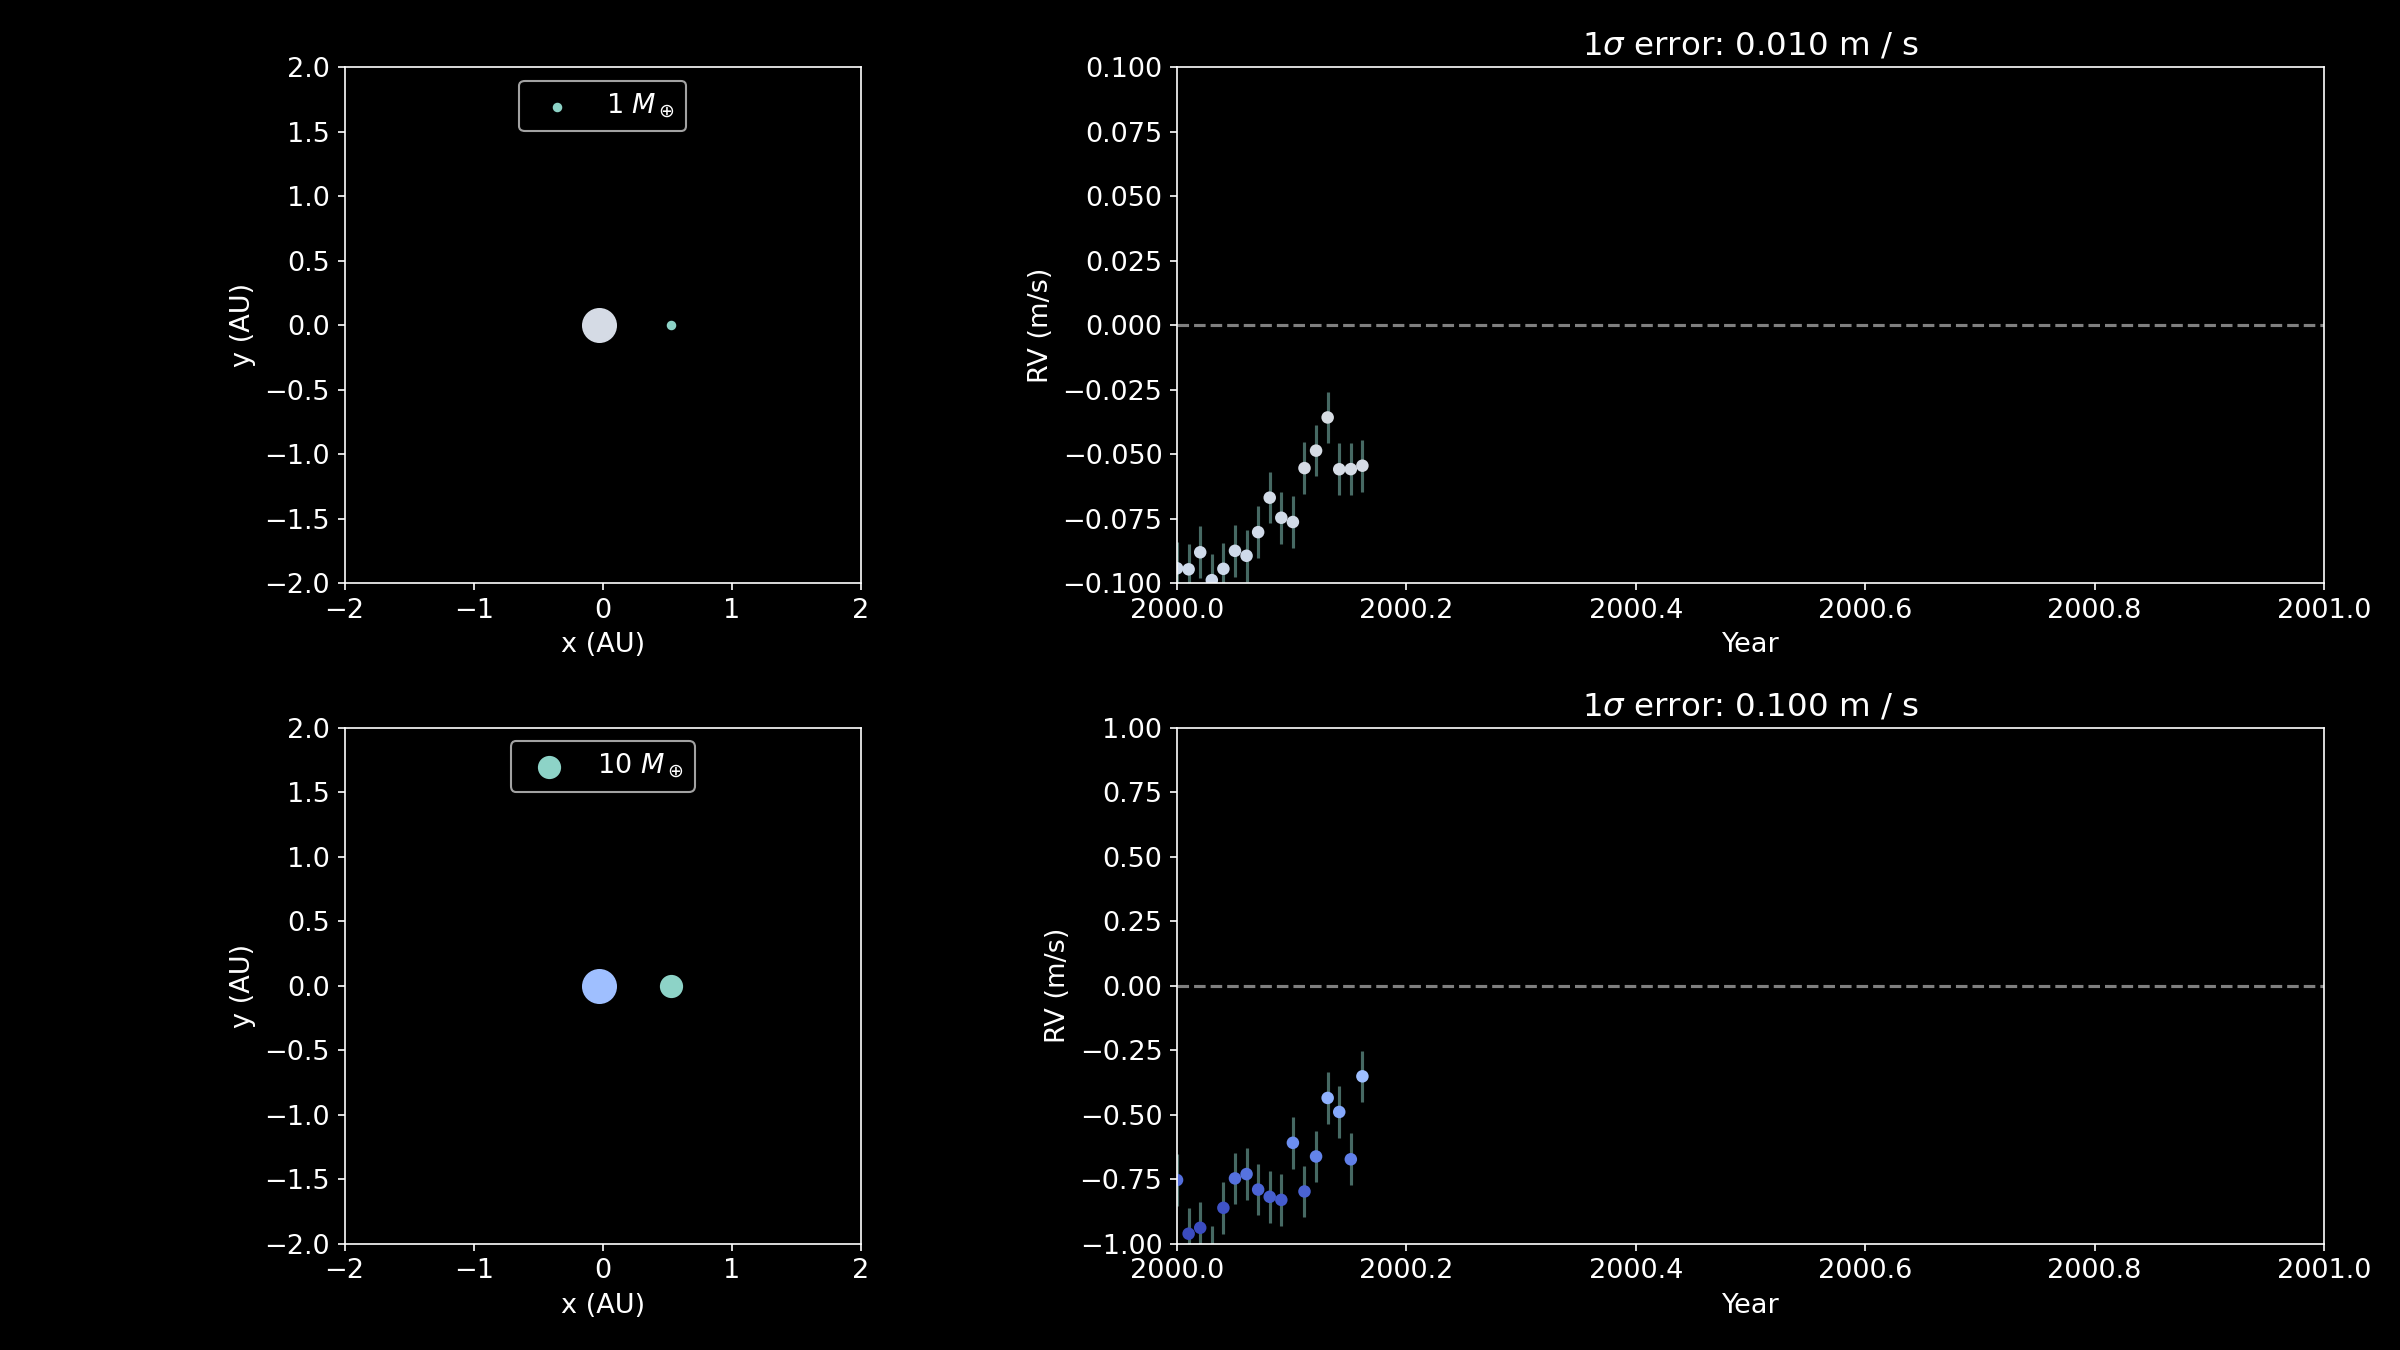 1 M⊕
2.0
1.5
1.0
0.5
0.0
−0.5
−1.0
−1.5
−2.0
y (AU)
−2 −1 0 1 2
x (AU)
1σ error: 0.010 m / s
0.100
0.075
0.050
0.025
0.000
−0.025
−0.050
−0.075
−0.100
RV (m/s)
2000.0 2000.2 2000.4 2000.6 2000.8 2001.0
Year
10 M⊕
2.0
1.5
1.0
0.5
0.0
−0.5
−1.0
−1.5
−2.0
y (AU)
−2 −1 0 1 2
x (AU)
1σ error: 0.100 m / s
1.00
0.75
0.50
0.25
0.00
−0.25
−0.50
−0.75
−1.00
RV (m/s)
2000.0 2000.2 2000.4 2000.6 2000.8 2001.0
Year